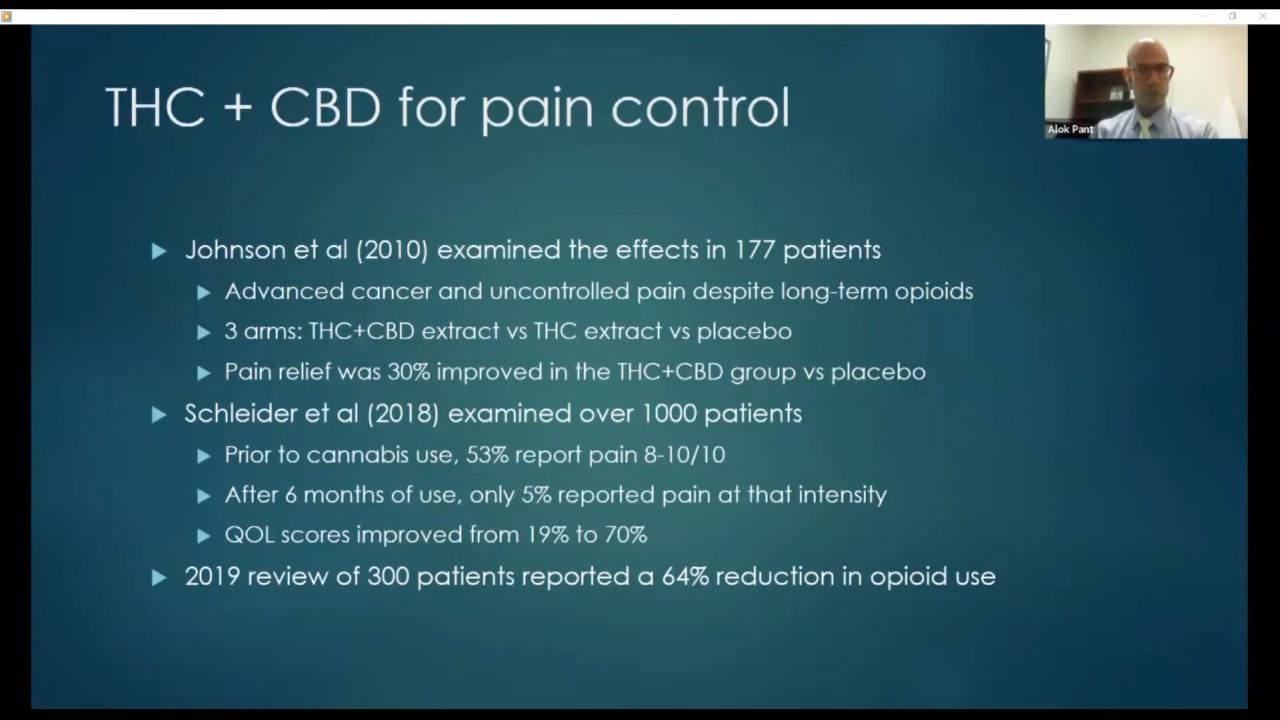 THC + CBD for pain control
Alok Pant
Johnson et al (2010) examined the effects in 177 patients
Advanced cancer and uncontrolled pain despite long-term opioids
3 arms: THC+CBD extract vs THC extract vs placebo
Pain relief was 30% improved in the THC+CBD group vs placebo
Schleider et al (2018) examined over 1000 patients
Prior to cannabis use, 53% report pain 8-10/10
After 6 months of use, only 5% reported pain at that intensity
QOL scores improved from 19% to 70%
2019 review of 300 patients reported a 64% reduction in opioid use